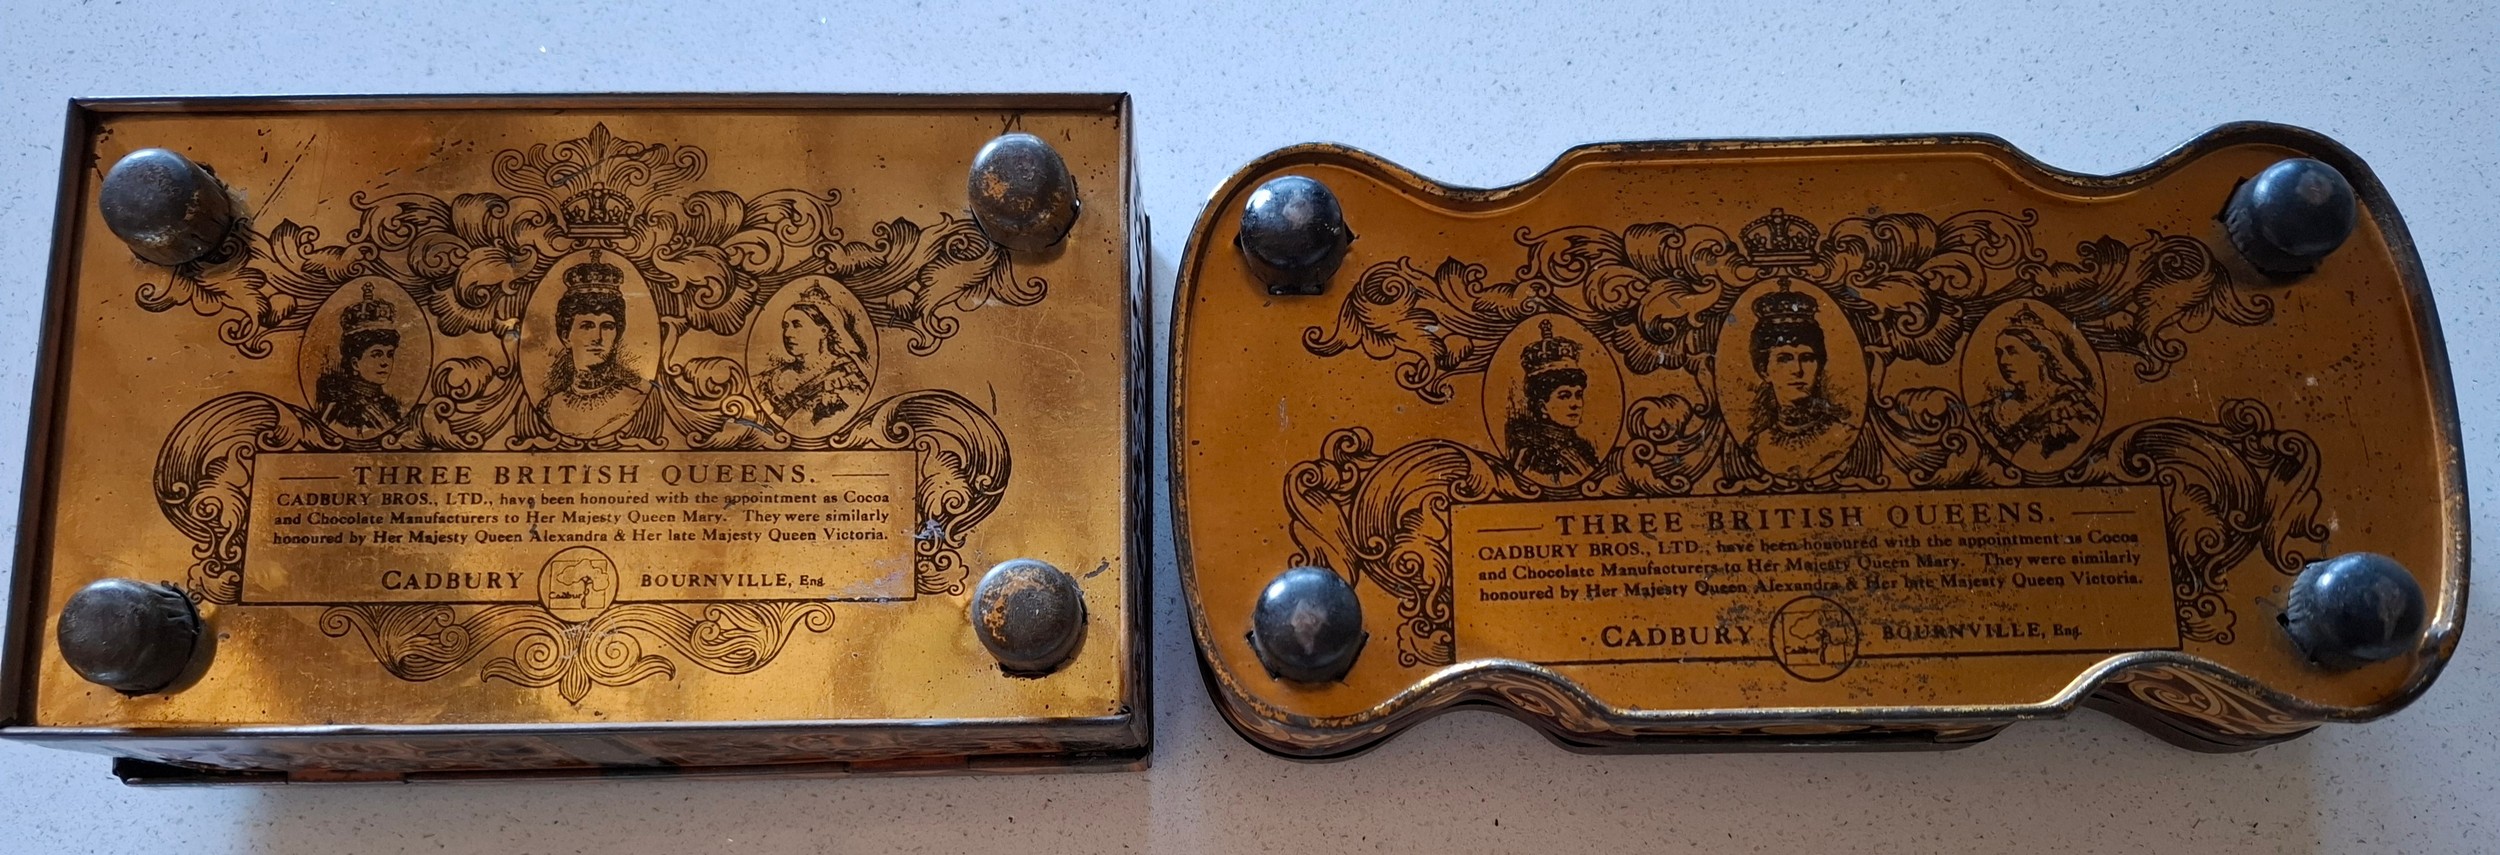 THREE BRITISH QUEENS.
CADBURY BROS., LTD., have been honoured with the appointment as Cocoa
and Chocolate Manufacturers to Her Majesty Queen Mary. They were similarly
honoured by Her Majesty Queen Alexandra & Her late Majesty Queen Victoria.
CADBURY Cadbury BOURNVILLE, Eng.
THREE BRITISH QUEENS.
CADBURY BROS., LTD., have been honoured with the appointment as Cocoa
and Chocolate Manufacturers to Her Majesty Queen Mary. They were similarly
honoured by Her Majesty Queen Alexandra & Her late Majesty Queen Victoria.
CADBURY Cadbury BOURNVILLE, Eng.